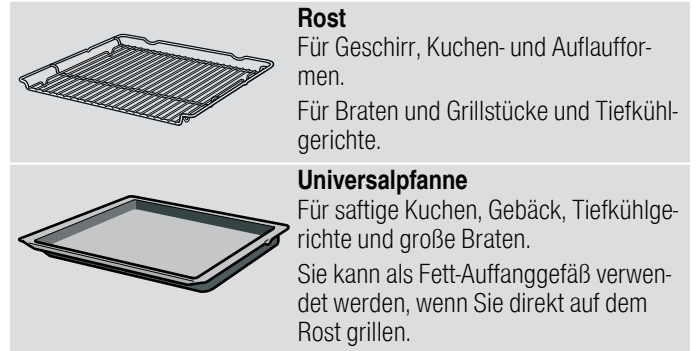 Rost
Für Geschirr, Kuchen- und Auflauffor-
men.
Für Braten und Grillstücke und Tiefkühl-
gerichte.
Universalpfanne
Für saftige Kuchen, Gebäck, Tiefkühlge-
richte und große Braten.
Sie kann als Fett-Auffanggefäß verwen-
det werden, wenn Sie direkt auf dem
Rost grillen.